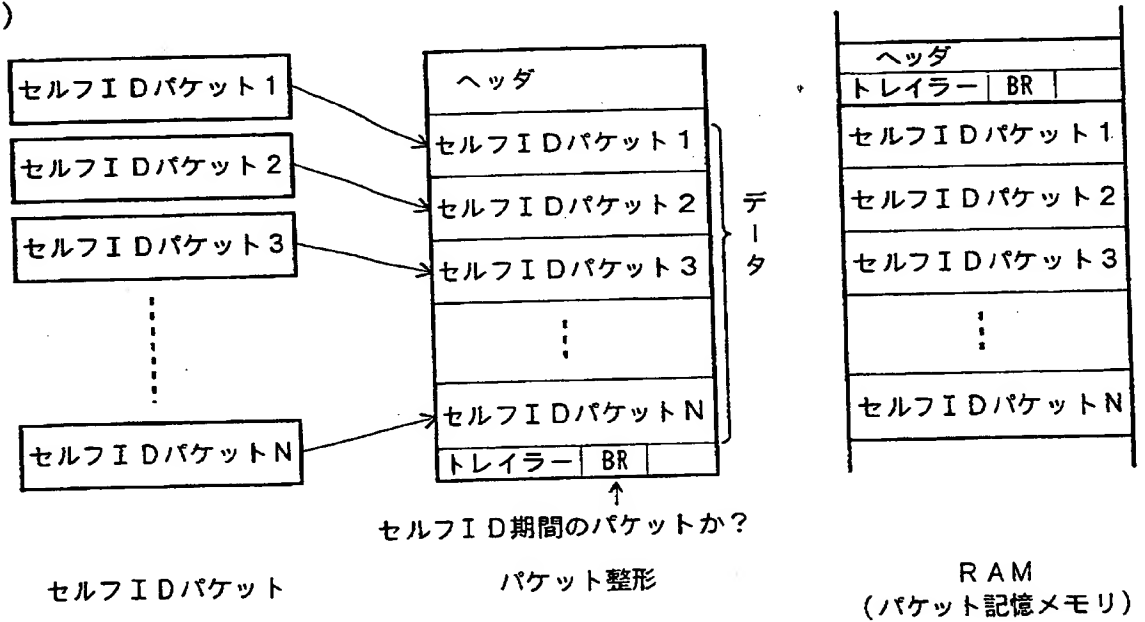 )
セルフIDパケット1
セルフIDパケット2
セルフIDパケット3
セルフIDパケットN
セルフIDパケット
ヘッダ
セルフIDパケット1
セルフIDパケット2
セルフIDパケット3
セルフIDパケットN
トレイラー BR
データ
セルフID期間のパケットか?
パケット整形
ヘッダ
トレイラー BR
セルフIDパケット1
セルフIDパケット2
セルフIDパケット3
セルフIDパケットN
RAM
(パケット記憶メモリ)